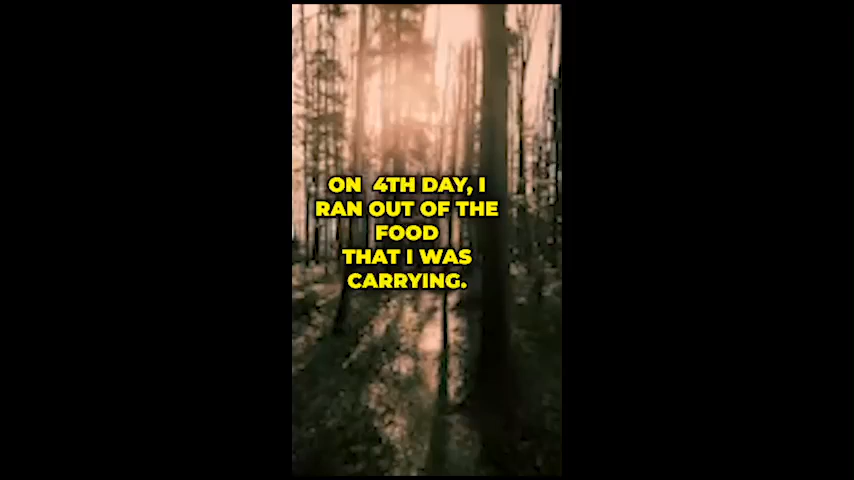 ON 4TH DAY, I
RAN OUT OF THE
FOOD
THAT I WAS
CARRYING.